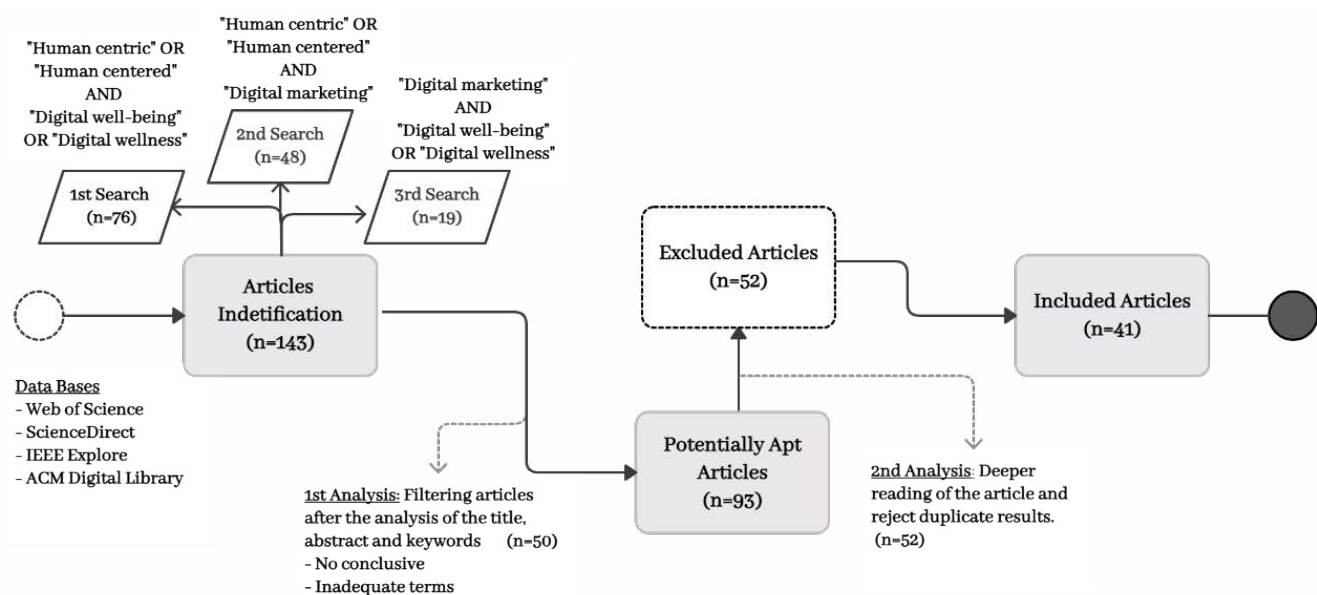 "Human centric" OR
"Human centered"
AND
"Digital well-being"
OR "Digital wellness"
"Human centric" OR
"Human centered"
AND
"Digital marketing"
"Digital marketing"
AND
"Digital well-being"
OR "Digital wellness"
1st Search
(n=76)
2nd Search
(n=48)
3rd Search
(n=19)
Articles
Indetification
(n=143)
Data Bases
- Web of Science
- ScienceDirect
- IEEE Explore
- ACM Digital Library
1st Analysis: Filtering articles
after the analysis of the title,
abstract and keywords (n=50)
- No conclusive
- Inadequate terms
Potentially Apt
Articles
(n=93)
Excluded Articles
(n=52)
2nd Analysis: Deeper
reading of the article and
reject duplicate results.
(n=52)
Included Articles
(n=41)